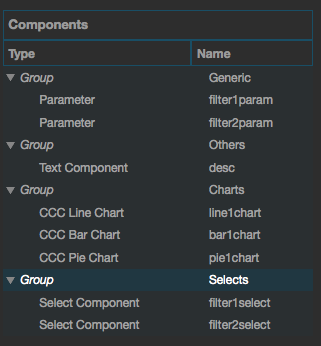 Components
Type Name
Group Generic
Parameter filter1param
Parameter filter2param
Group Others
Text Component desc
Group Charts
CCC Line Chart line1chart
CCC Bar Chart bar1chart
CCC Pie Chart pie1chart
Group Selects
Select Component filter1select
Select Component filter2select